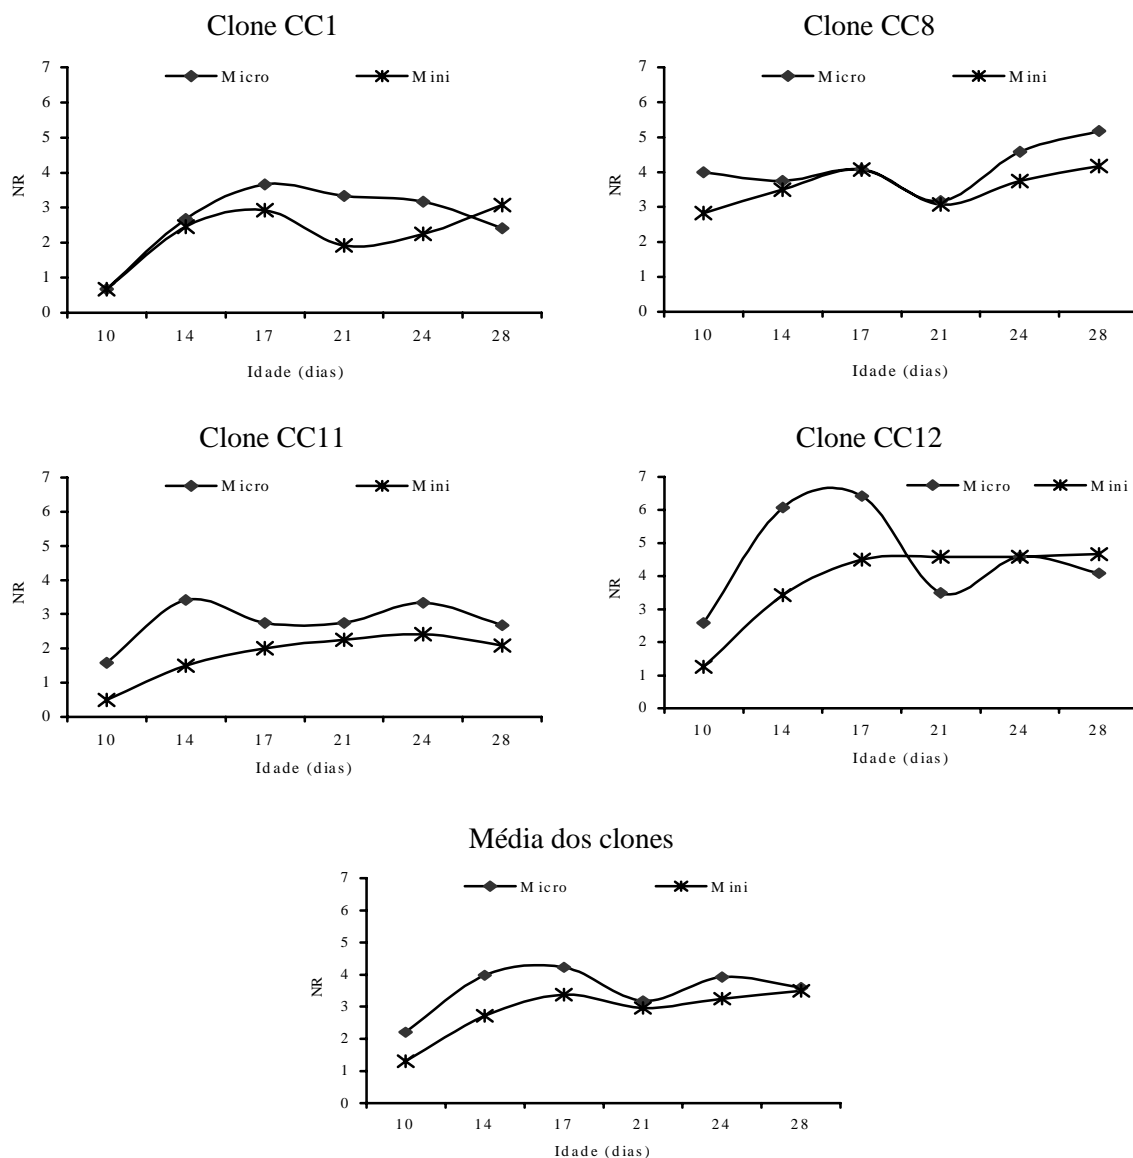 Clone CC1
Micro Mini
7
6
5
4
3
2
1
0
NR
10 14 17 21 24 28
Idade (dias)
Clone CC8
Micro Mini
7
6
5
4
3
2
1
0
NR
10 14 17 21 24 28
Idade (dias)
Clone CC11
Micro Mini
7
6
5
4
3
2
1
0
NR
10 14 17 21 24 28
Idade (dias)
Clone CC12
Micro Mini
7
6
5
4
3
2
1
0
NR
10 14 17 21 24 28
Idade (dias)
Média dos clones
Micro Mini
7
6
5
4
3
2
1
0
NR
10 14 17 21 24 28
Idade (dias)